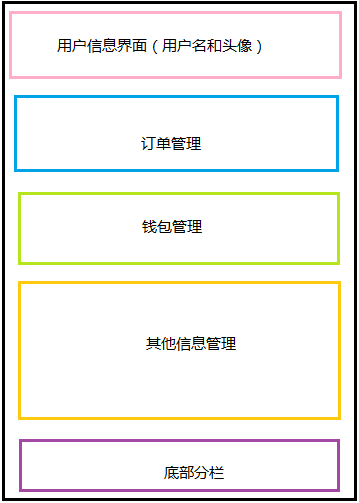 用户信息界面（用户名和头像）
订单管理
钱包管理
其他信息管理
底部分栏